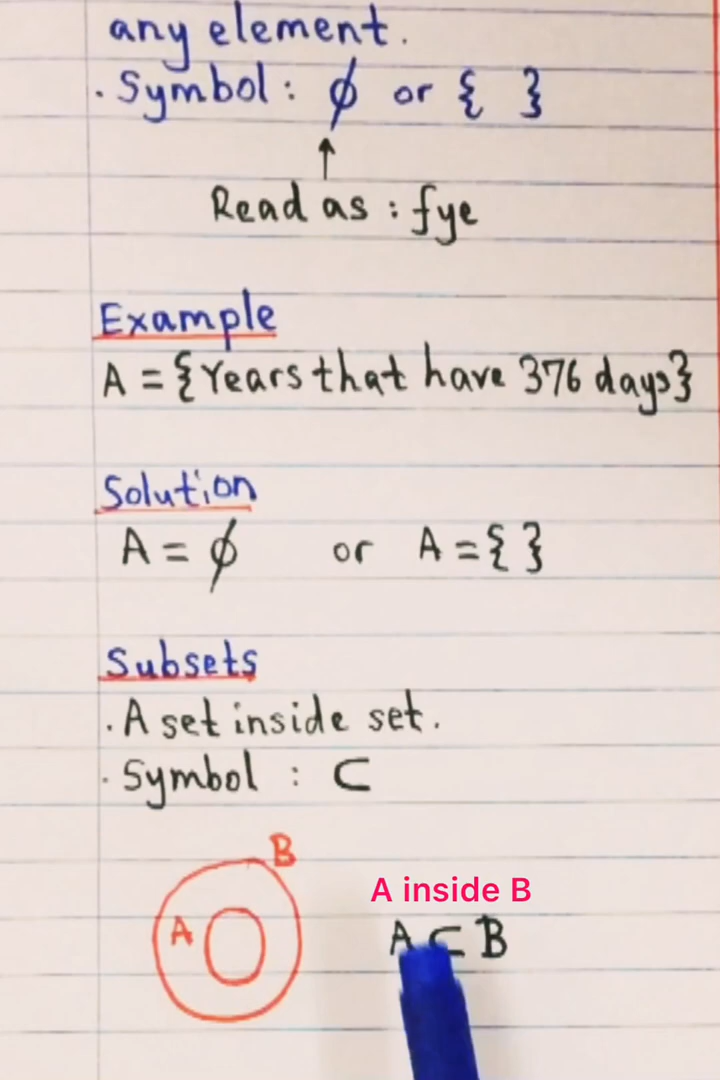 any element.
. Symbol : ϕ or { }
↑
Read as : fye
Example
A = {Years that have 376 days}
Solution
A = ϕ or A = { }
Subsets
. A set inside set.
. Symbol : ⊂
B
A inside B
A
A ⊂ B